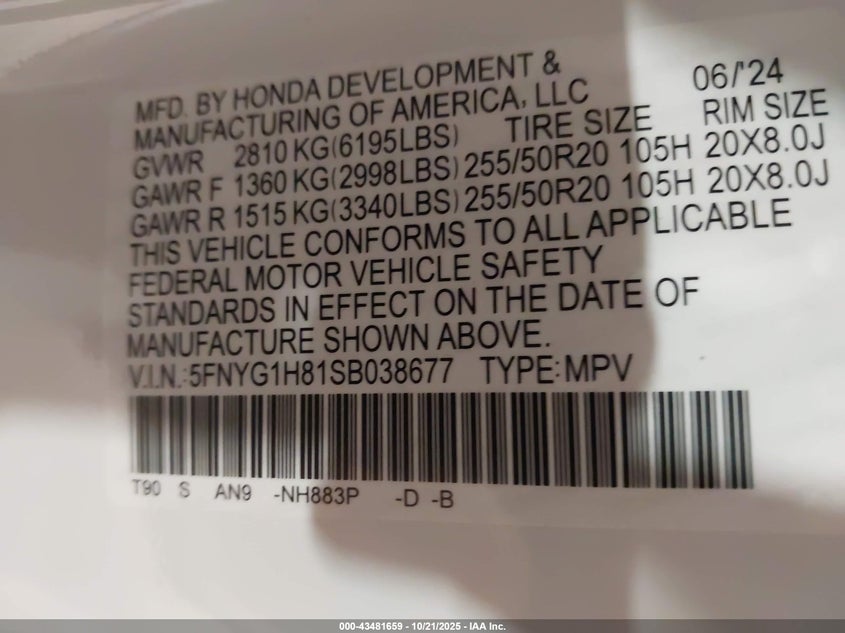 MFD. BY HONDA DEVELOPMENT & 06/'24
MANUFACTURING OF AMERICA, LLC
GVWR 2810 KG(6195LBS) TIRE SIZE RIM SIZE
GAWR F 1360 KG(2998LBS) 255/50R20 105H 20X8.0J
GAWR R 1515 KG(3340LBS) 255/50R20 105H 20X8.0J
THIS VEHICLE CONFORMS TO ALL APPLICABLE
FEDERAL MOTOR VEHICLE SAFETY
STANDARDS IN EFFECT ON THE DATE OF
MANUFACTURE SHOWN ABOVE.
V.I.N.:5FNYG1H81SB038677 TYPE:MPV
T90 S AN9 -NH883P -D -B
000-43481659 - 10/21/2025 - IAA Inc.